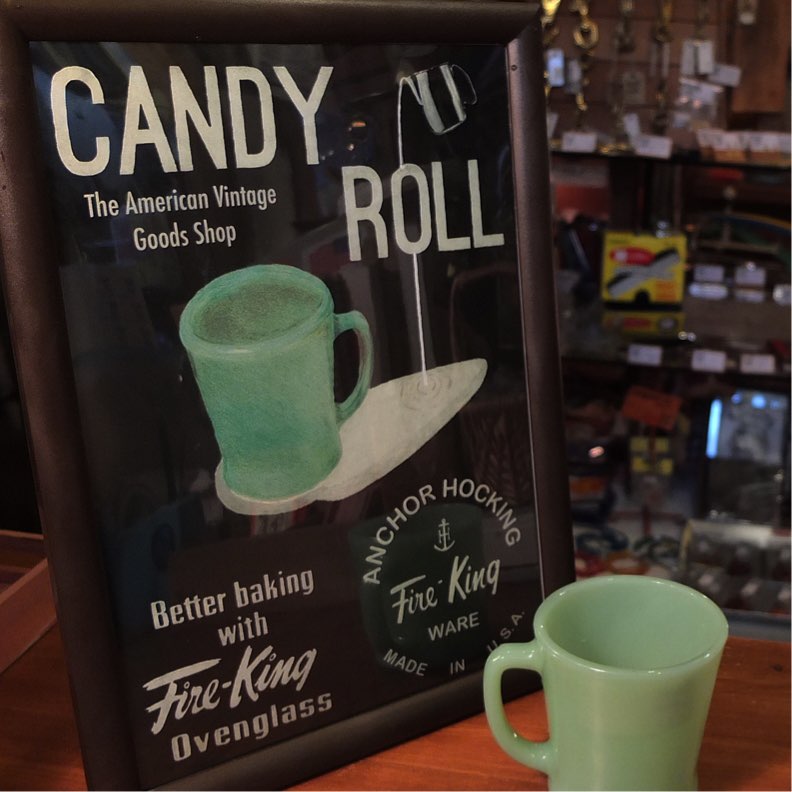 CANDY
ROLL
The American Vintage
Goods Shop
ANCHOR HOCKING
Fire-King
WARE
MADE IN U.S.A.
Better baking
with
Fire-King
Ovenglass